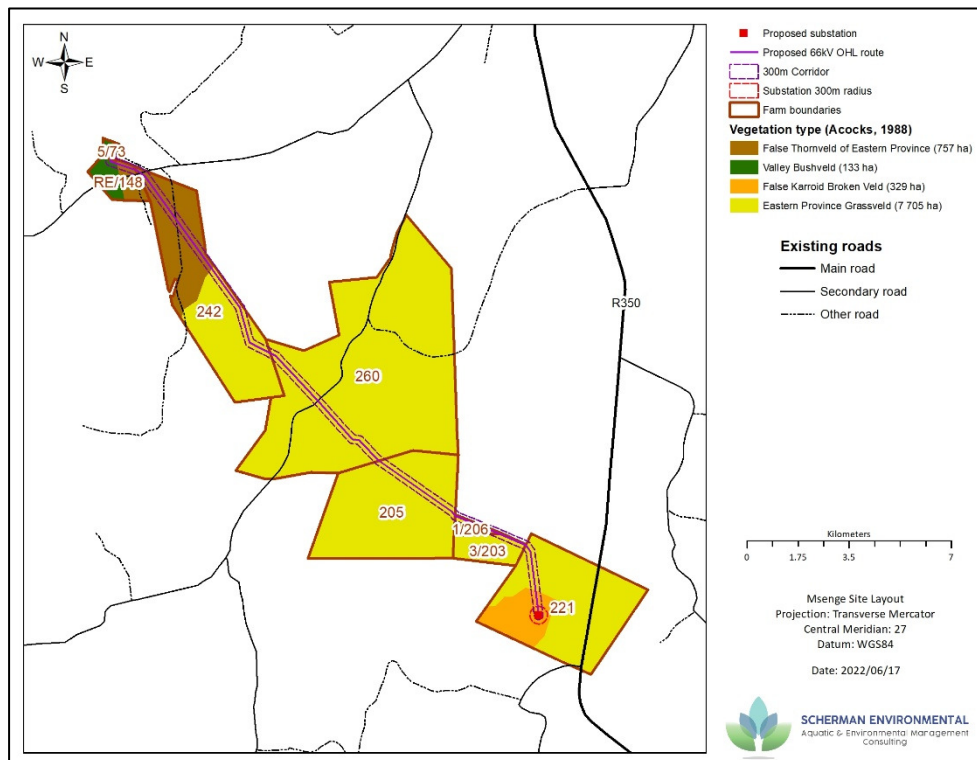 N
W E
S
5/73
RE/148
242
260
R350
205
1/206
3/203
221
Proposed substation
Proposed 66kV OHL route
300m Corridor
Substation 300m radius
Farm boundaries
Vegetation type (Acocks, 1988)
False Thornveld of Eastern Province (757 ha)
Valley Bushveld (133 ha)
False Karroid Broken Veld (329 ha)
Eastern Province Grassveld (7 705 ha)
Existing roads
Main road
Secondary road
Other road
Kilometers
0 1.75 3.5 7
Msenge Site Layout
Projection: Transverse Mercator
Central Meridian: 27
Datum: WGS84
Date: 2022/06/17
SCHERMAN ENVIRONMENTAL
Aquatic & Environmental Management
Consulting